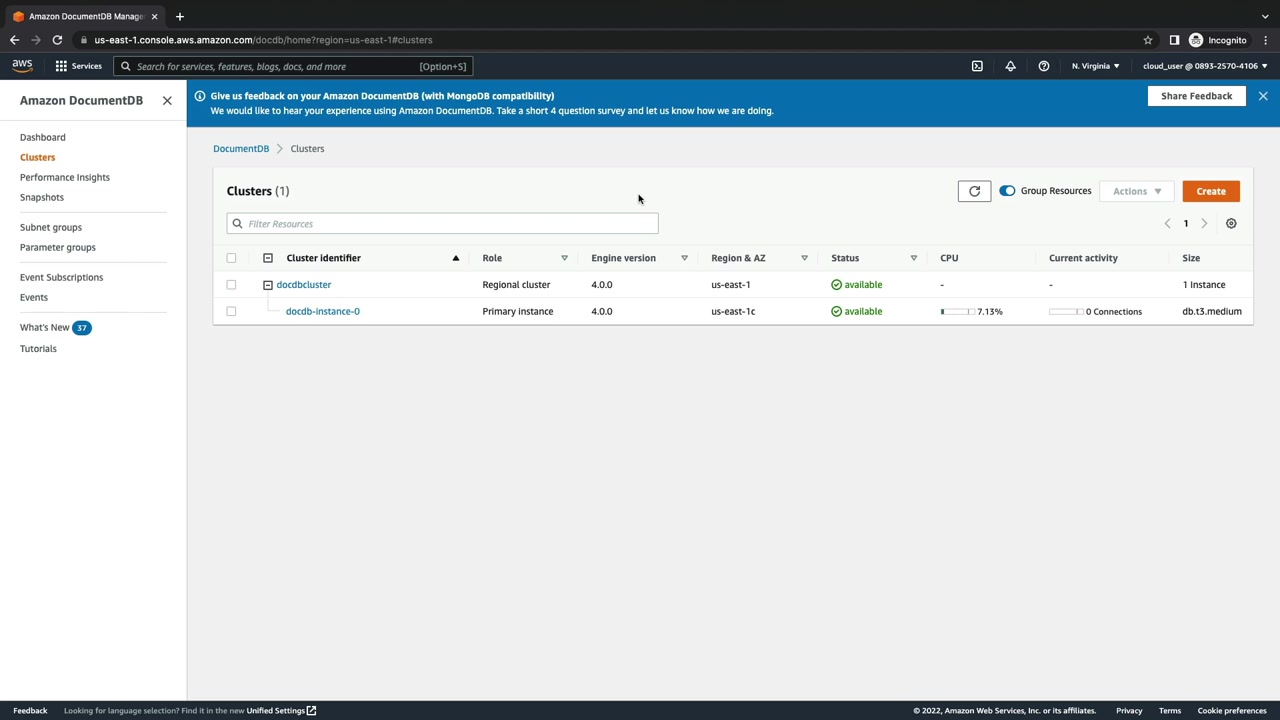 Amazon DocumentDB Manage
us-east-1.console.aws.amazon.com/docdb/home?region=us-east-1#clusters
Incognito
aws
Services
Search for services, features, blogs, docs, and more
[Option+S]
N. Virginia
cloud_user @ 0893-2570-4106
Amazon DocumentDB
Dashboard
Clusters
Performance Insights
Snapshots
Subnet groups
Parameter groups
Event Subscriptions
Events
What's New 37
Tutorials
Give us feedback on your Amazon DocumentDB (with MongoDB compatibility)
We would like to hear your experience using Amazon DocumentDB. Take a short 4 question survey and let us know how we are doing.
Share Feedback
DocumentDB > Clusters
Clusters (1)
Group Resources
Actions
Create
Filter Resources
1
Cluster identifier Role Engine version Region & AZ Status CPU Current activity Size
docdbcluster Regional cluster 4.0.0 us-east-1 available - - 1 Instance
docdb-instance-0 Primary instance 4.0.0 us-east-1c available 7.13% 0 Connections db.t3.medium
Feedback
Looking for language selection? Find it in the new Unified Settings
© 2022, Amazon Web Services, Inc. or its affiliates.
Privacy
Terms
Cookie preferences